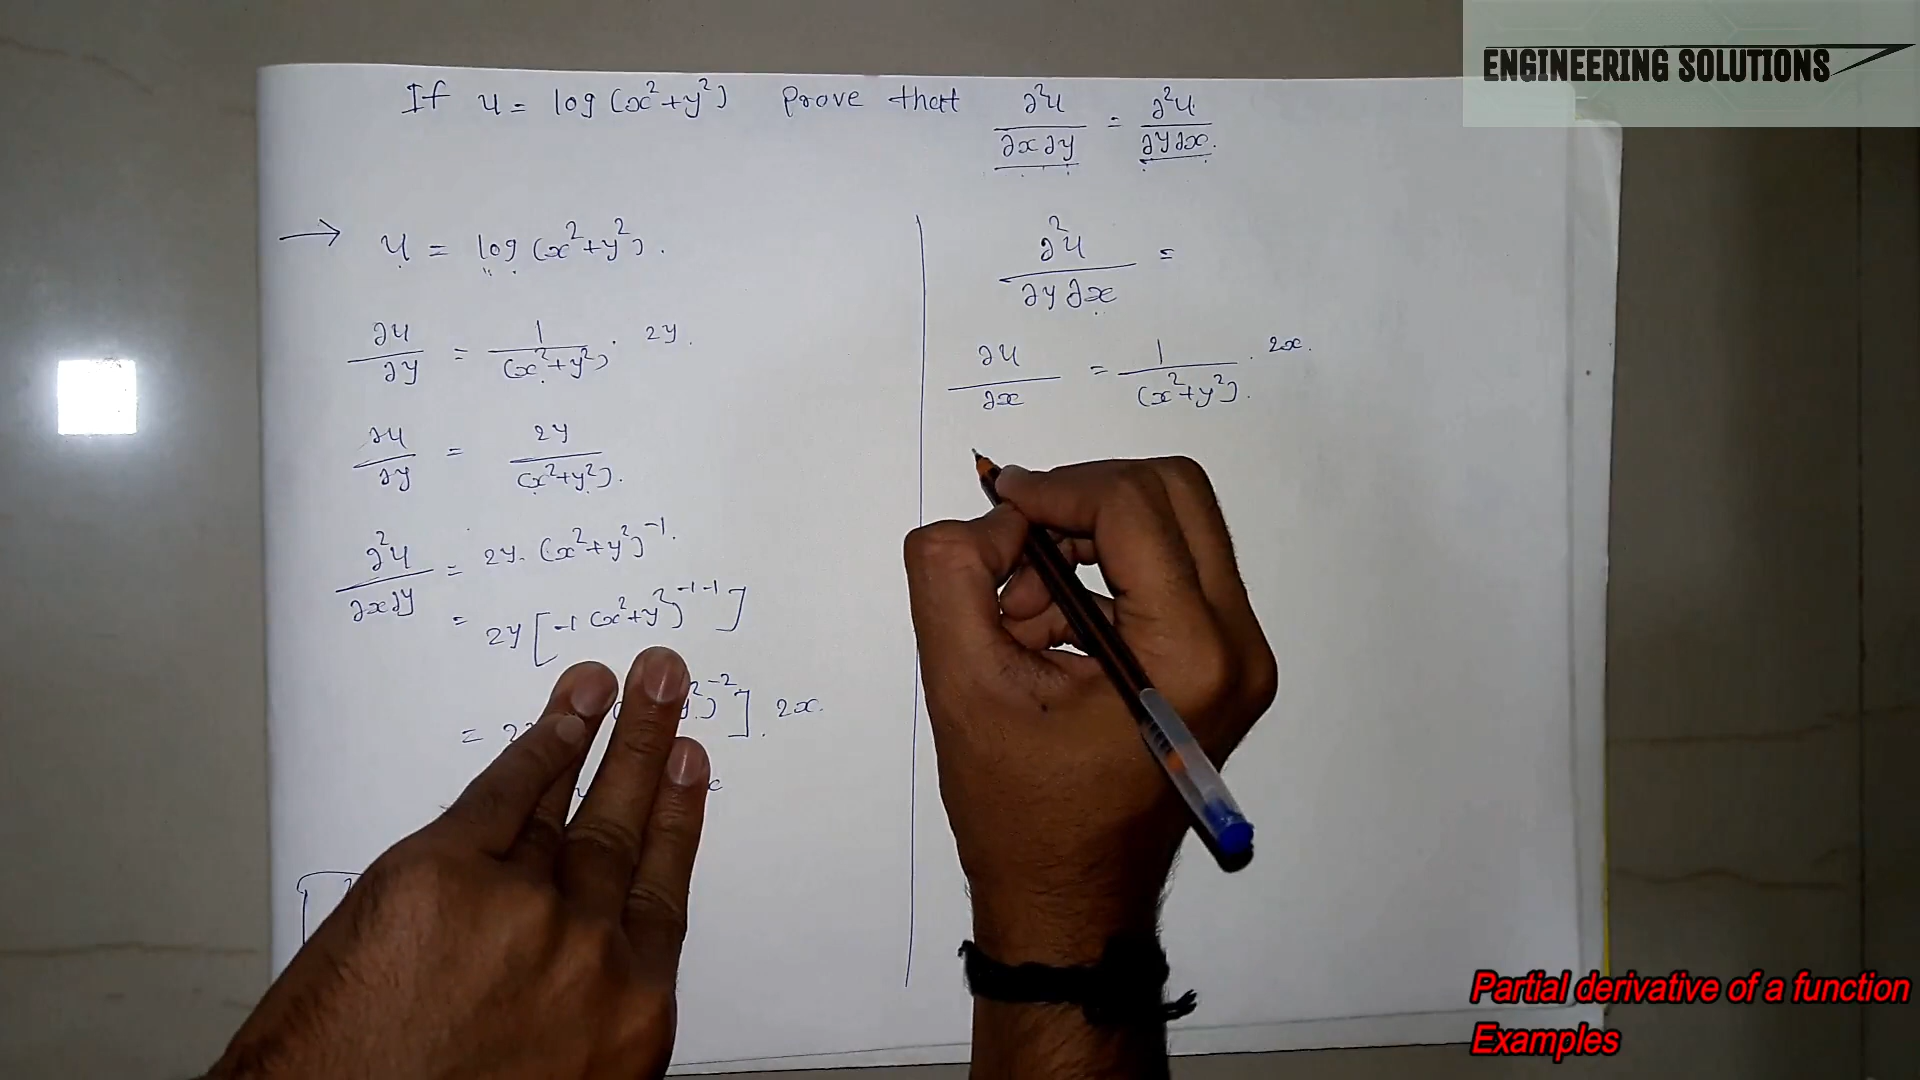 ENGINEERING SOLUTIONS
If u = log (x²+y²) Prove that ∂²u/∂x∂y = ∂²u/∂y∂x.
→ u = log (x²+y²).
∂u/∂y = 1/(x²+y²) . 2y.
∂u/∂y = 2y/(x²+y²).
∂²u/∂x∂y = 2y. (x²+y²)⁻¹.
= 2y [-1 (x²+y²)⁻¹⁻¹]
= ²)⁻²] . 2x.
∂²u/∂y∂x =
∂u/∂x = 1/(x²+y²). . 2x.
Partial derivative of a function
Examples